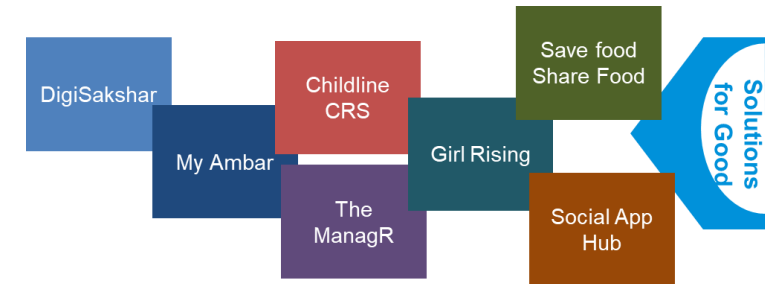 DigiSakshar
My Ambar
Childline
CRS
The
ManagR
Girl Rising
Save food
Share Food
Social App
Hub
Solutions
for Good